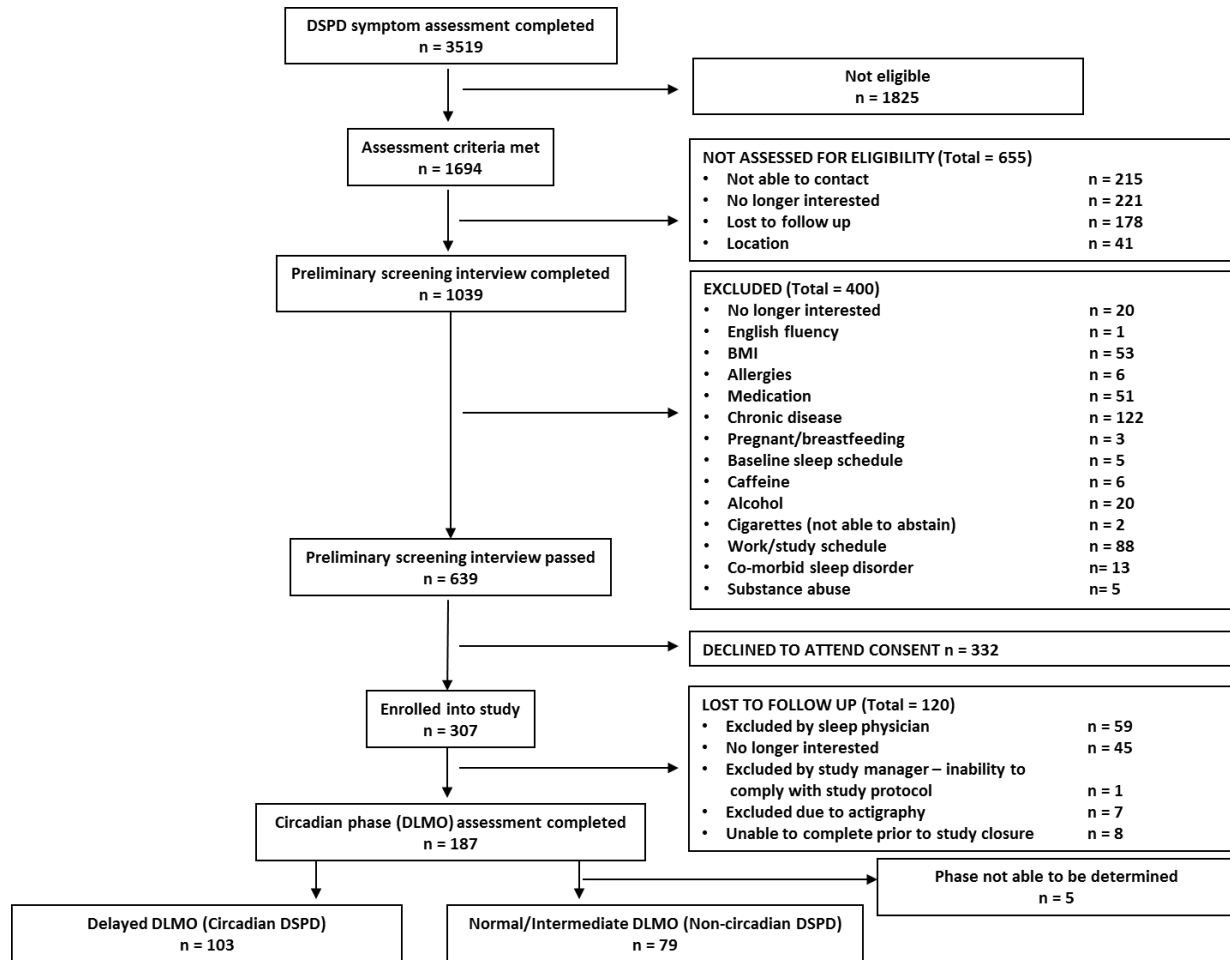 DSPD symptom assessment completed
n = 3519
Not eligible
n = 1825
Assessment criteria met
n = 1694
NOT ASSESSED FOR ELIGIBILITY (Total = 655)
• Not able to contact n = 215
• No longer interested n = 221
• Lost to follow up n = 178
• Location n = 41
Preliminary screening interview completed
n = 1039
EXCLUDED (Total = 400)
• No longer interested n = 20
• English fluency n = 1
• BMI n = 53
• Allergies n = 6
• Medication n = 51
• Chronic disease n = 122
• Pregnant/breastfeeding n = 3
• Baseline sleep schedule n = 5
• Caffeine n = 6
• Alcohol n = 20
• Cigarettes (not able to abstain) n = 2
• Work/study schedule n = 88
• Co-morbid sleep disorder n= 13
• Substance abuse n= 5
Preliminary screening interview passed
n = 639
DECLINED TO ATTEND CONSENT n = 332
Enrolled into study
n = 307
LOST TO FOLLOW UP (Total = 120)
• Excluded by sleep physician n = 59
• No longer interested n = 45
• Excluded by study manager – inability to
comply with study protocol n = 1
• Excluded due to actigraphy n = 7
• Unable to complete prior to study closure n = 8
Circadian phase (DLMO) assessment completed
n = 187
Phase not able to be determined
n = 5
Delayed DLMO (Circadian DSPD)
n = 103
Normal/Intermediate DLMO (Non-circadian DSPD)
n = 79